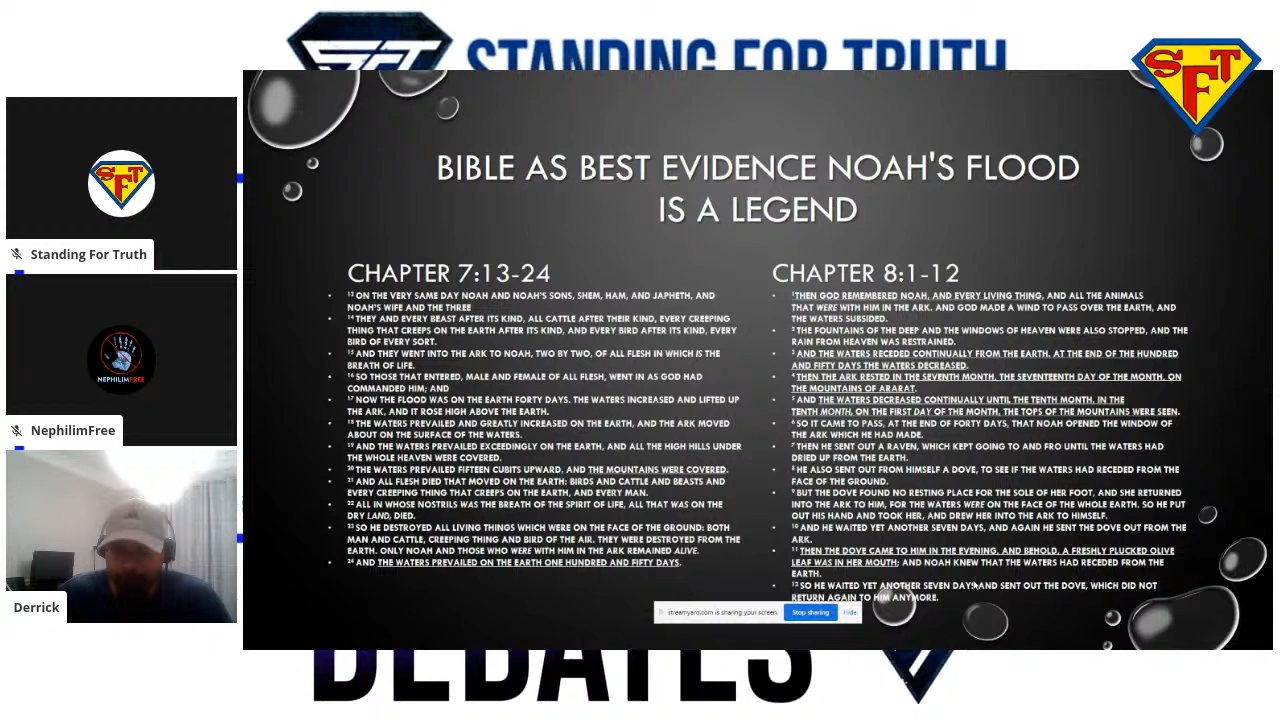 STANDING FOR TRUTH
SFT
SFT
SFT
Standing For Truth
NEPHILIMFREE
NephilimFree
Derrick
BIBLE AS BEST EVIDENCE NOAH'S FLOOD
IS A LEGEND
CHAPTER 7:13-24
• 13 ON THE VERY SAME DAY NOAH AND NOAH'S SONS, SHEM, HAM, AND JAPHETH, AND
NOAH'S WIFE AND THE THREE
• 14 THEY AND EVERY BEAST AFTER ITS KIND, ALL CATTLE AFTER THEIR KIND, EVERY CREEPING
THING THAT CREEPS ON THE EARTH AFTER ITS KIND, AND EVERY BIRD AFTER ITS KIND, EVERY
BIRD OF EVERY SORT.
• 15 AND THEY WENT INTO THE ARK TO NOAH, TWO BY TWO, OF ALL FLESH IN WHICH IS THE
BREATH OF LIFE.
• 16 SO THOSE THAT ENTERED, MALE AND FEMALE OF ALL FLESH, WENT IN AS GOD HAD
COMMANDED HIM; AND
• 17 NOW THE FLOOD WAS ON THE EARTH FORTY DAYS. THE WATERS INCREASED AND LIFTED UP
THE ARK, AND IT ROSE HIGH ABOVE THE EARTH.
• 18 THE WATERS PREVAILED AND GREATLY INCREASED ON THE EARTH, AND THE ARK MOVED
ABOUT ON THE SURFACE OF THE WATERS.
• 19 AND THE WATERS PREVAILED EXCEEDINGLY ON THE EARTH, AND ALL THE HIGH HILLS UNDER
THE WHOLE HEAVEN WERE COVERED.
• 20 THE WATERS PREVAILED FIFTEEN CUBITS UPWARD, AND THE MOUNTAINS WERE COVERED.
• 21 AND ALL FLESH DIED THAT MOVED ON THE EARTH: BIRDS AND CATTLE AND BEASTS AND
EVERY CREEPING THING THAT CREEPS ON THE EARTH, AND EVERY MAN.
• 22 ALL IN WHOSE NOSTRILS WAS THE BREATH OF THE SPIRIT OF LIFE, ALL THAT WAS ON THE
DRY LAND, DIED.
• 23 SO HE DESTROYED ALL LIVING THINGS WHICH WERE ON THE FACE OF THE GROUND: BOTH
MAN AND CATTLE, CREEPING THING AND BIRD OF THE AIR. THEY WERE DESTROYED FROM THE
EARTH. ONLY NOAH AND THOSE WHO WERE WITH HIM IN THE ARK REMAINED ALIVE.
• 24 AND THE WATERS PREVAILED ON THE EARTH ONE HUNDRED AND FIFTY DAYS.
CHAPTER 8:1-12
• 1 THEN GOD REMEMBERED NOAH, AND EVERY LIVING THING, AND ALL THE ANIMALS
THAT WERE WITH HIM IN THE ARK. AND GOD MADE A WIND TO PASS OVER THE EARTH, AND
THE WATERS SUBSIDED.
• 2 THE FOUNTAINS OF THE DEEP AND THE WINDOWS OF HEAVEN WERE ALSO STOPPED, AND THE
RAIN FROM HEAVEN WAS RESTRAINED.
• 3 AND THE WATERS RECEDED CONTINUALLY FROM THE EARTH. AT THE END OF THE HUNDRED
AND FIFTY DAYS THE WATERS DECREASED.
• 4 THEN THE ARK RESTED IN THE SEVENTH MONTH, THE SEVENTEENTH DAY OF THE MONTH, ON
THE MOUNTAINS OF ARARAT.
• 5 AND THE WATERS DECREASED CONTINUALLY UNTIL THE TENTH MONTH. IN THE
TENTH MONTH, ON THE FIRST DAY OF THE MONTH, THE TOPS OF THE MOUNTAINS WERE SEEN.
• 6 SO IT CAME TO PASS, AT THE END OF FORTY DAYS, THAT NOAH OPENED THE WINDOW OF
THE ARK WHICH HE HAD MADE.
• 7 THEN HE SENT OUT A RAVEN, WHICH KEPT GOING TO AND FRO UNTIL THE WATERS HAD
DRIED UP FROM THE EARTH.
• 8 HE ALSO SENT OUT FROM HIMSELF A DOVE, TO SEE IF THE WATERS HAD RECEDED FROM THE
FACE OF THE GROUND.
• 9 BUT THE DOVE FOUND NO RESTING PLACE FOR THE SOLE OF HER FOOT, AND SHE RETURNED
INTO THE ARK TO HIM, FOR THE WATERS WERE ON THE FACE OF THE WHOLE EARTH. SO HE PUT
OUT HIS HAND AND TOOK HER, AND DREW HER INTO THE ARK TO HIMSELF.
• 10 AND HE WAITED YET ANOTHER SEVEN DAYS, AND AGAIN HE SENT THE DOVE OUT FROM THE
ARK.
• 11 THEN THE DOVE CAME TO HIM IN THE EVENING, AND BEHOLD, A FRESHLY PLUCKED OLIVE
LEAF WAS IN HER MOUTH; AND NOAH KNEW THAT THE WATERS HAD RECEDED FROM THE
EARTH.
• 12 SO HE WAITED YET ANOTHER SEVEN DAYS AND SENT OUT THE DOVE, WHICH DID NOT
RETURN AGAIN TO HIM ANYMORE.
streamyard.com is sharing your screen. Stop sharing Hide
DEBATES